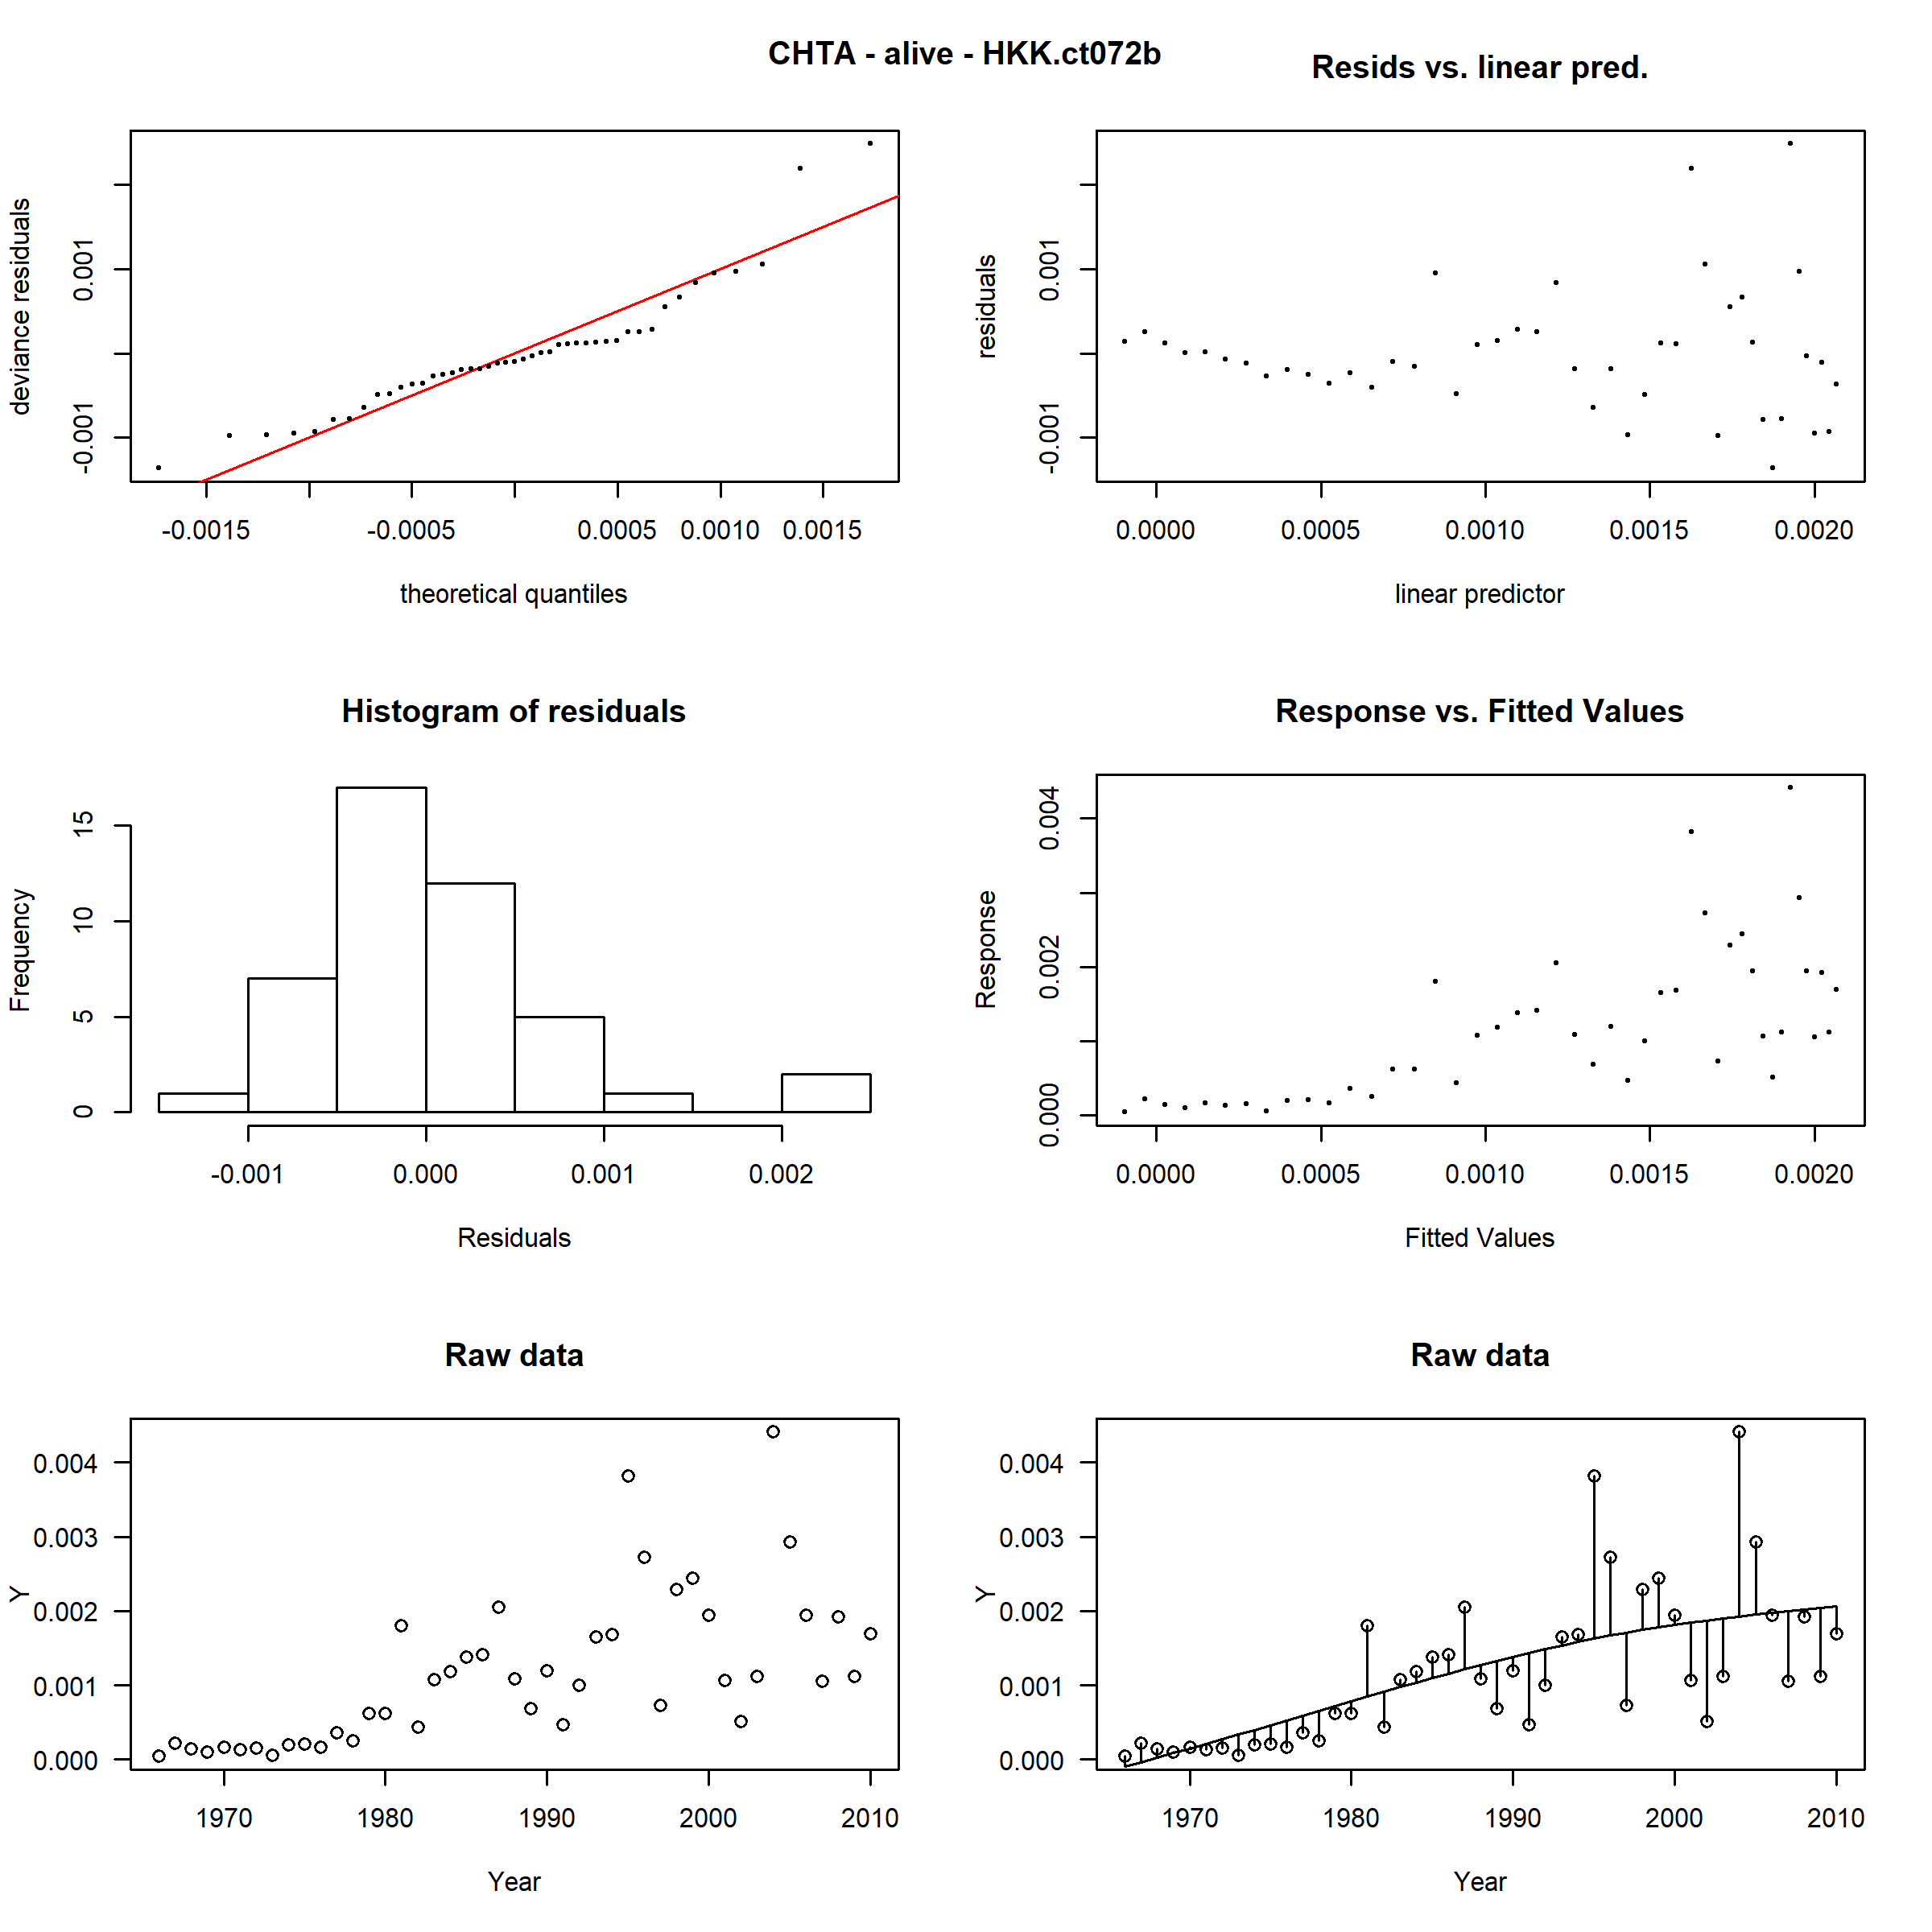 CHTA - alive - HKK.ct072b
Resids vs. linear pred.
deviance residuals
-0.001 0.001
-0.0015 -0.0005 0.0005 0.0010 0.0015
theoretical quantiles
residuals
-0.001 0.001
0.0000 0.0005 0.0010 0.0015 0.0020
linear predictor
Histogram of residuals
Frequency
0 5 10 15
-0.001 0.000 0.001 0.002
Residuals
Response vs. Fitted Values
Response
0.000 0.002 0.004
0.0000 0.0005 0.0010 0.0015 0.0020
Fitted Values
Raw data
Y
0.004
0.003
0.002
0.001
0.000
1970 1980 1990 2000 2010
Year
Raw data
Y
0.004
0.003
0.002
0.001
0.000
1970 1980 1990 2000 2010
Year